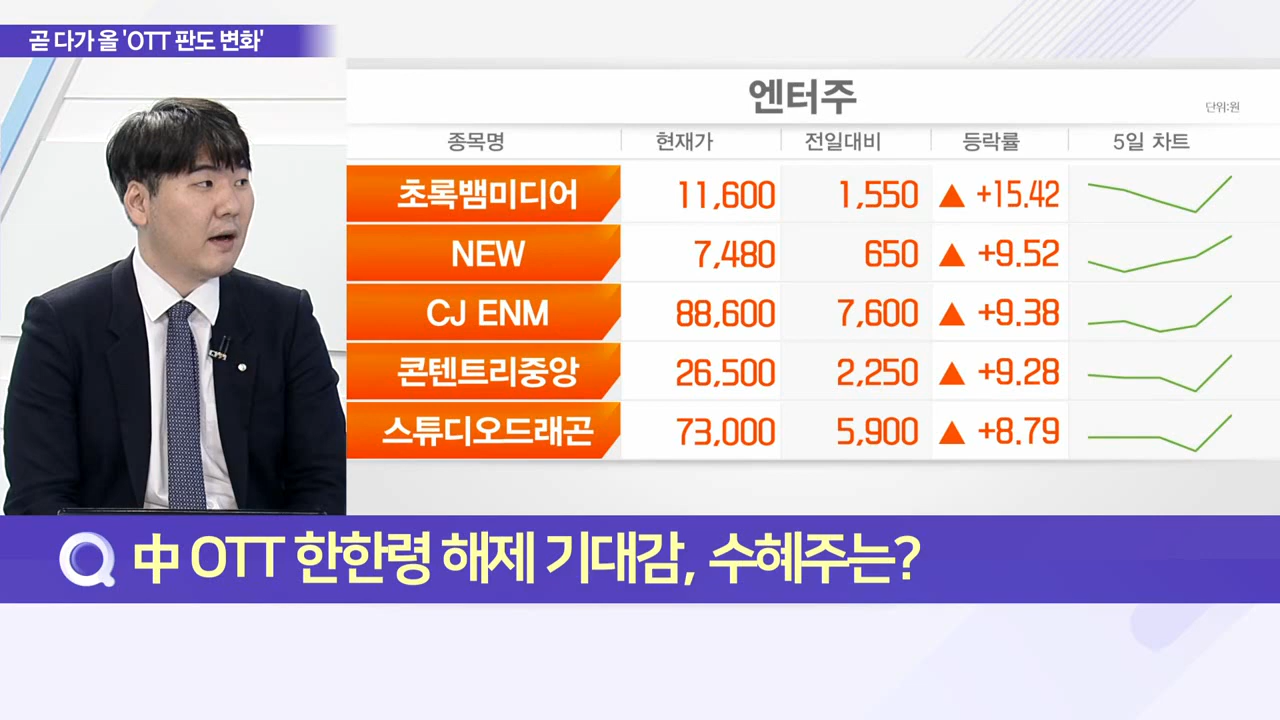 곧 다가 올 'OTT 판도 변화'
엔터주
단위:원
종목명 현재가 전일대비 등락률 5일 차트
초록뱀미디어 11,600 1,550 ▲ +15.42
NEW 7,480 650 ▲ +9.52
CJ ENM 88,600 7,600 ▲ +9.38
콘텐트리중앙 26,500 2,250 ▲ +9.28
스튜디오드래곤 73,000 5,900 ▲ +8.79
Q 中 OTT 한한령 해제 기대감, 수혜주는?